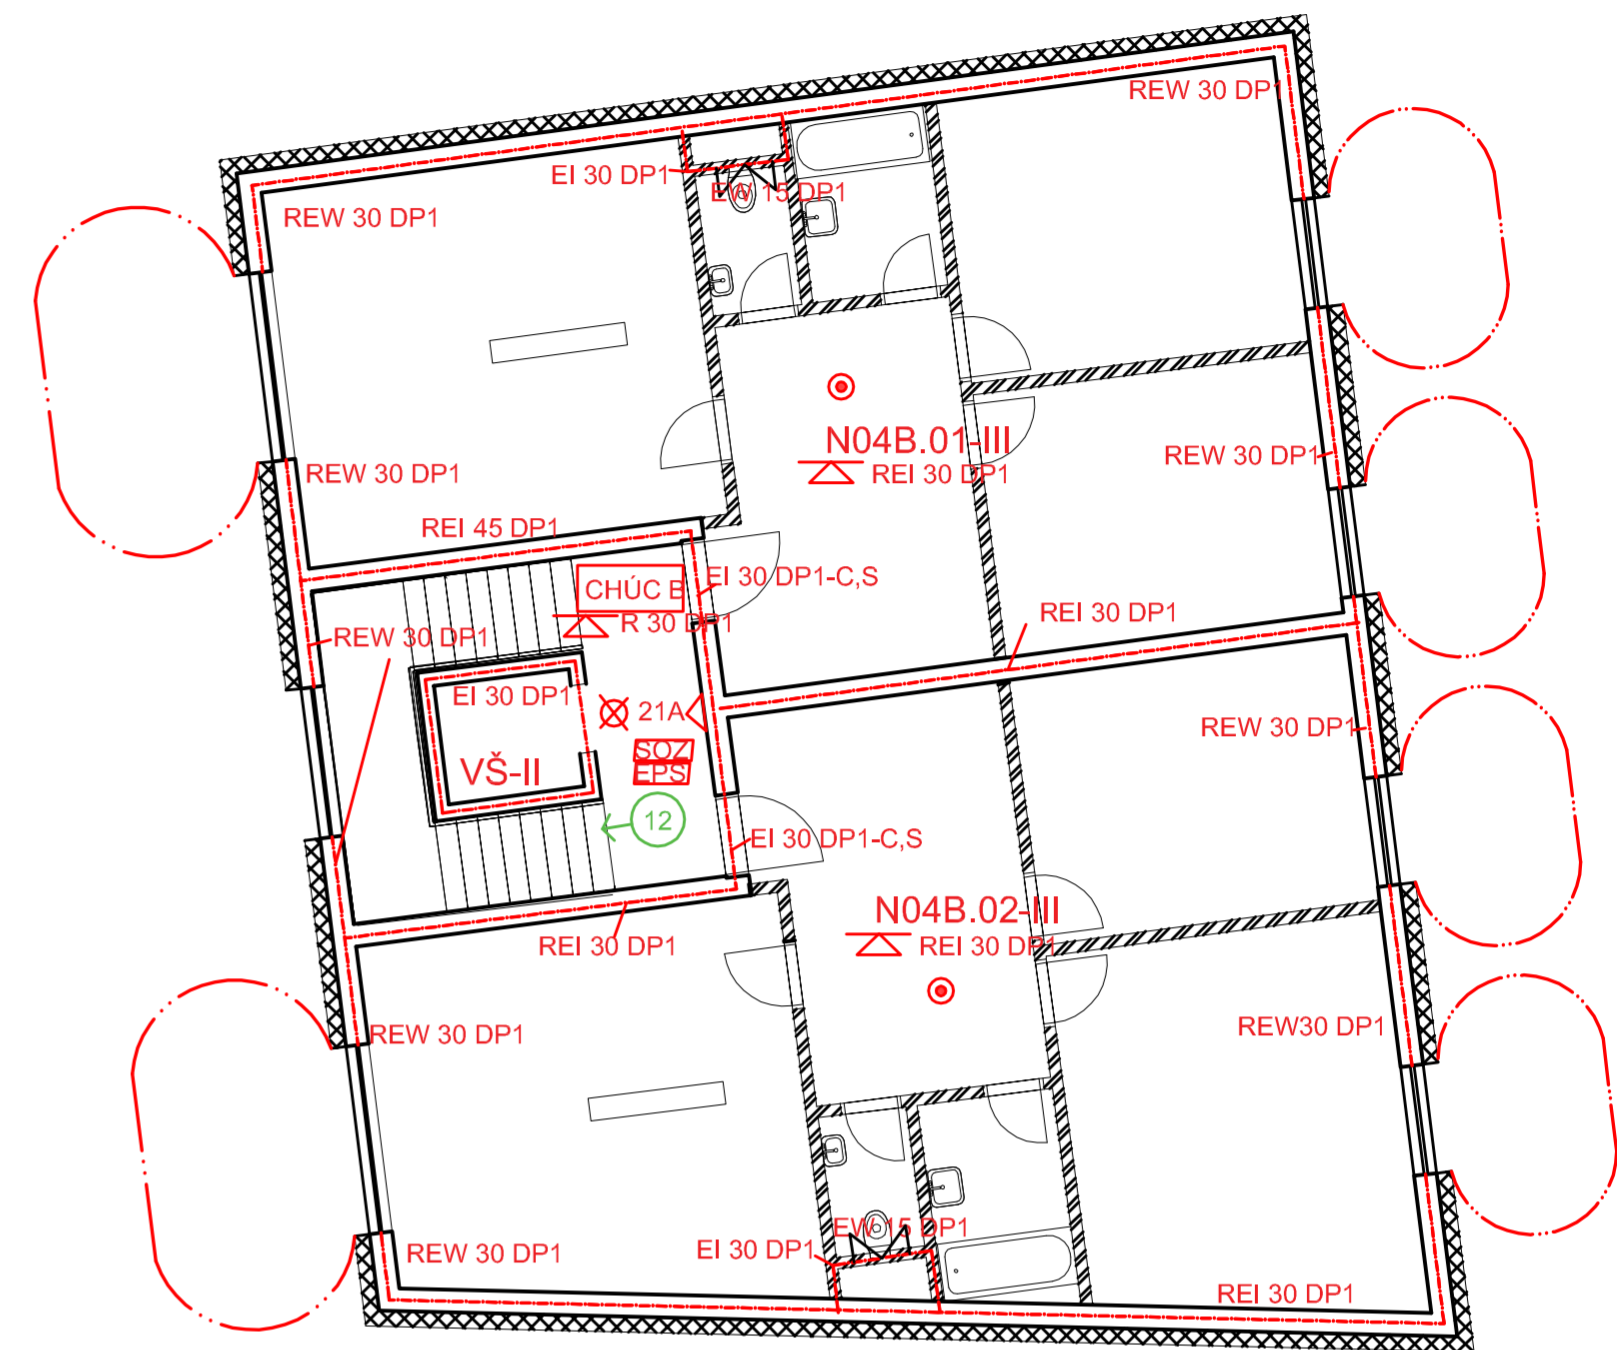 REW 30 DP1
EI 30 DP1
EW 15 DP1
REW 30 DP1
N04B.01-III
REI 30 DP1
REW 30 DP1
REW 30 DP1
REI 45 DP1
CHÚC B
EI 30 DP1-C,S
R 30 DP1
REI 30 DP1
REW 30 DP1
EI 30 DP1
21A
REW 30 DP1
SOZ
EPS
VŠ-II
12
EI 30 DP1-C,S
N04B.02-III
REI 30 DP1
REI 30 DP1
REW 30 DP1
REW30 DP1
EW 15 DP1
EI 30 DP1
REW 30 DP1
REI 30 DP1